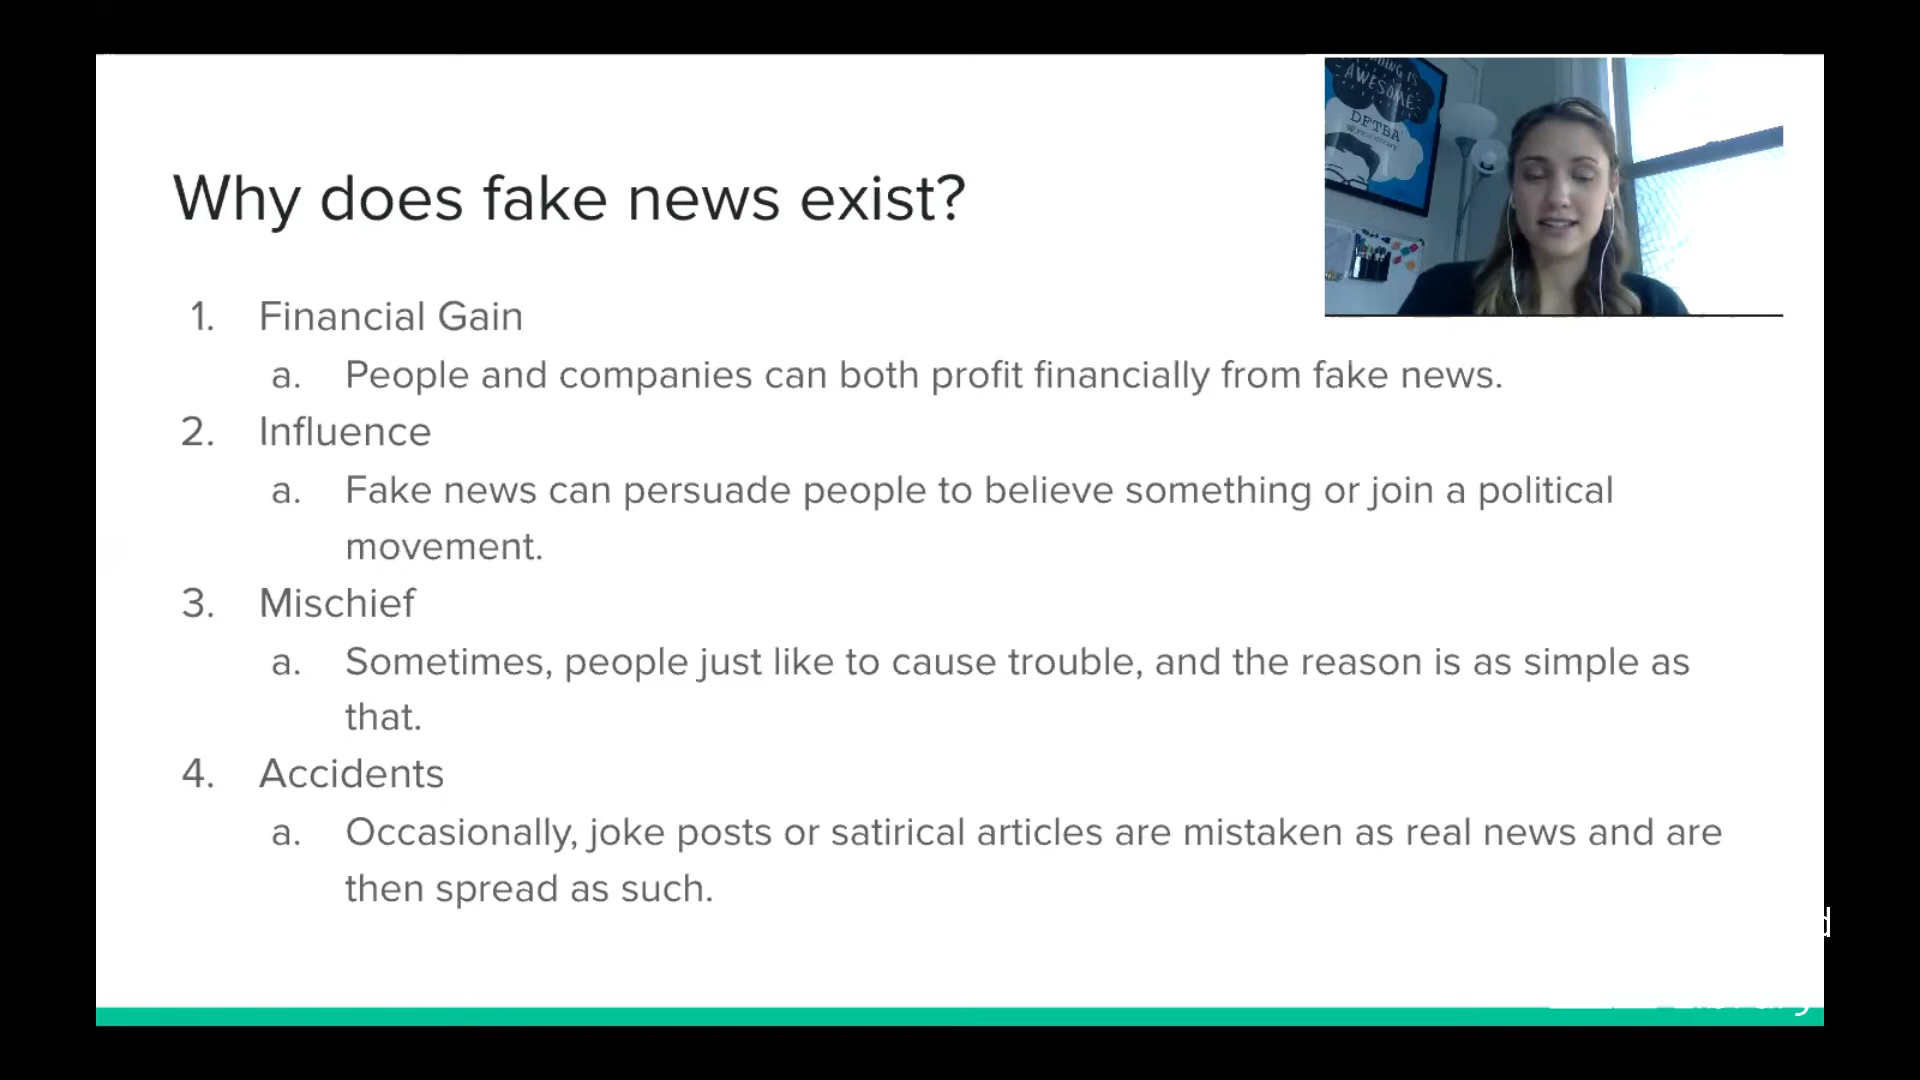 Why does fake news exist?
AWESOME
DFTBA
1. Financial Gain
a. People and companies can both profit financially from fake news.
2. Influence
a. Fake news can persuade people to believe something or join a political
movement.
3. Mischief
a. Sometimes, people just like to cause trouble, and the reason is as simple as
that.
4. Accidents
a. Occasionally, joke posts or satirical articles are mistaken as real news and are
then spread as such.